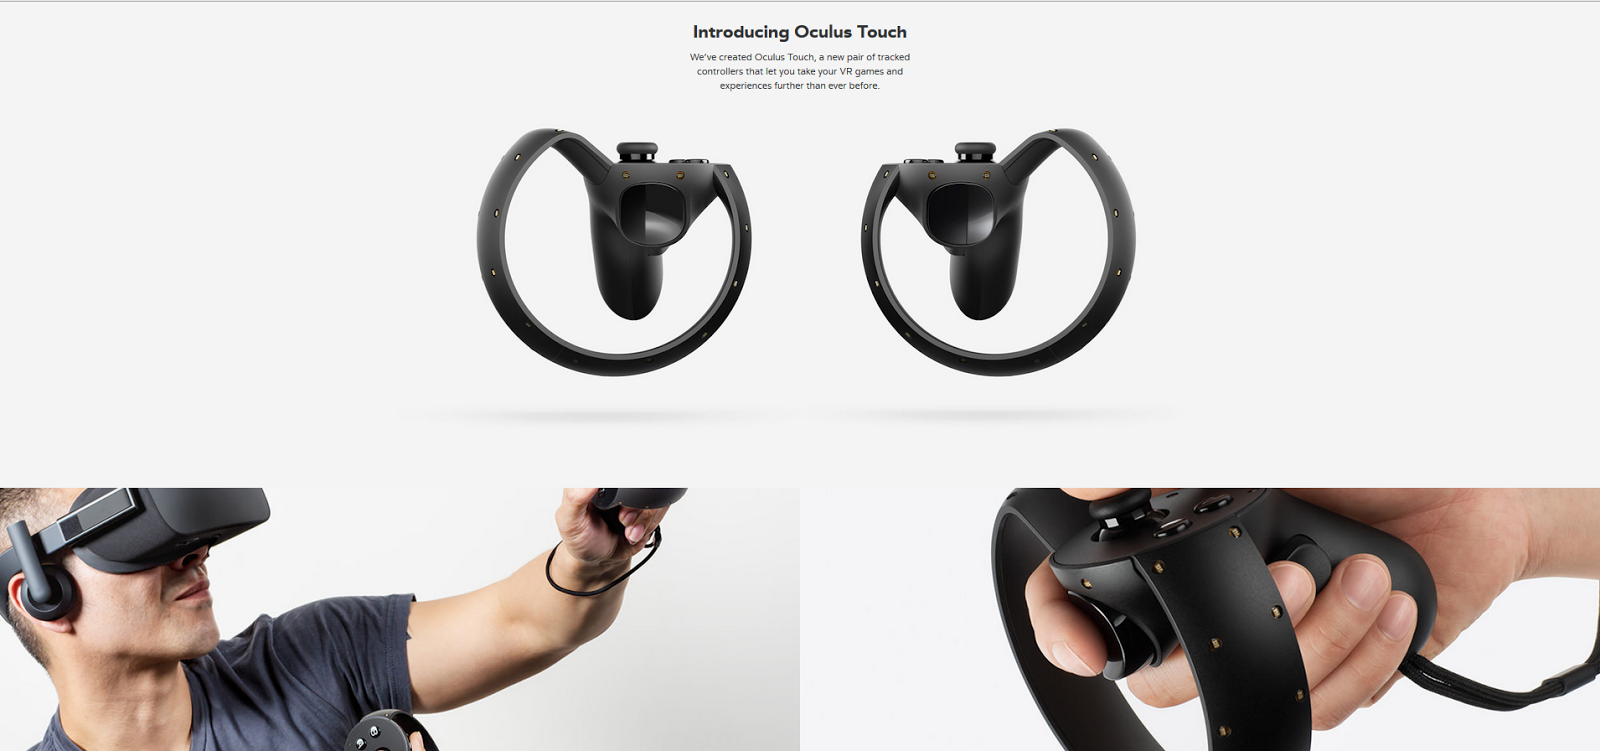 Introducing Oculus Touch
We've created Oculus Touch, a new pair of tracked
controllers that let you take your VR games and
experiences further than ever before.